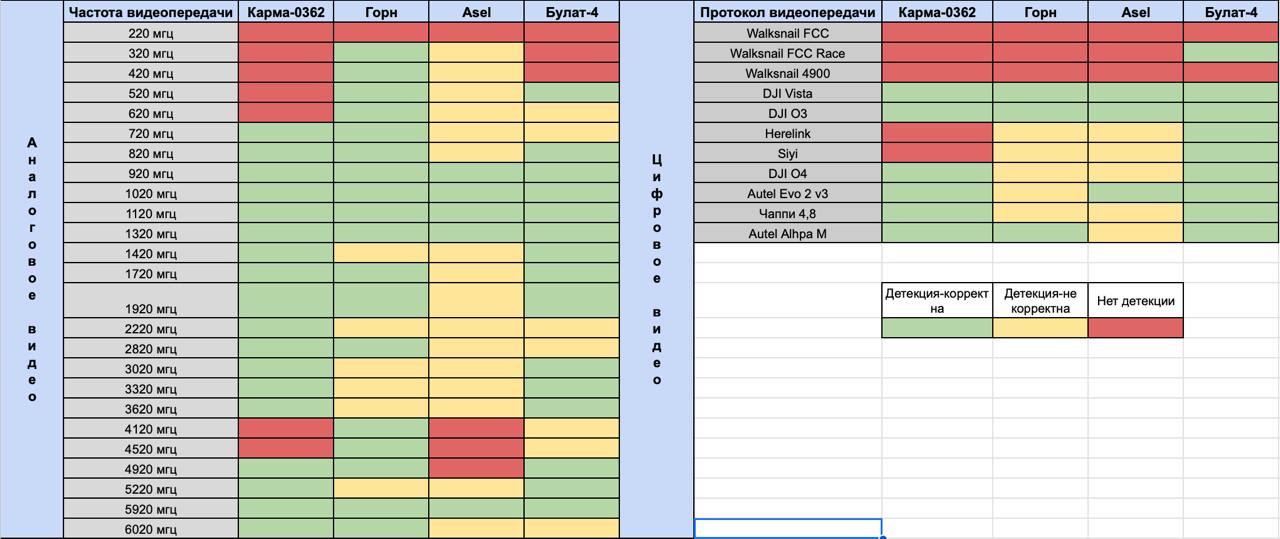 Частота видеопередачи Карма-0362 Горн Asel Булат-4
220 мгц
320 мгц
420 мгц
520 мгц
620 мгц
720 мгц
820 мгц
920 мгц
1020 мгц
1120 мгц
1320 мгц
1420 мгц
1720 мгц
1920 мгц
2220 мгц
2820 мгц
3020 мгц
3320 мгц
3620 мгц
4120 мгц
4520 мгц
4920 мгц
5220 мгц
5920 мгц
6020 мгц
Аналоговое видео
Протокол видеопередачи Карма-0362 Горн Asel Булат-4
Walksnail FCC
Walksnail FCC Race
Walksnail 4900
DJI Vista
DJI O3
Herelink
Siyi
DJI O4
Autel Evo 2 v3
Чаппи 4,8
Autel Alhpa M
Цифровое видео
Детекция-коррект
на
Детекция-не
корректна
Нет детекции